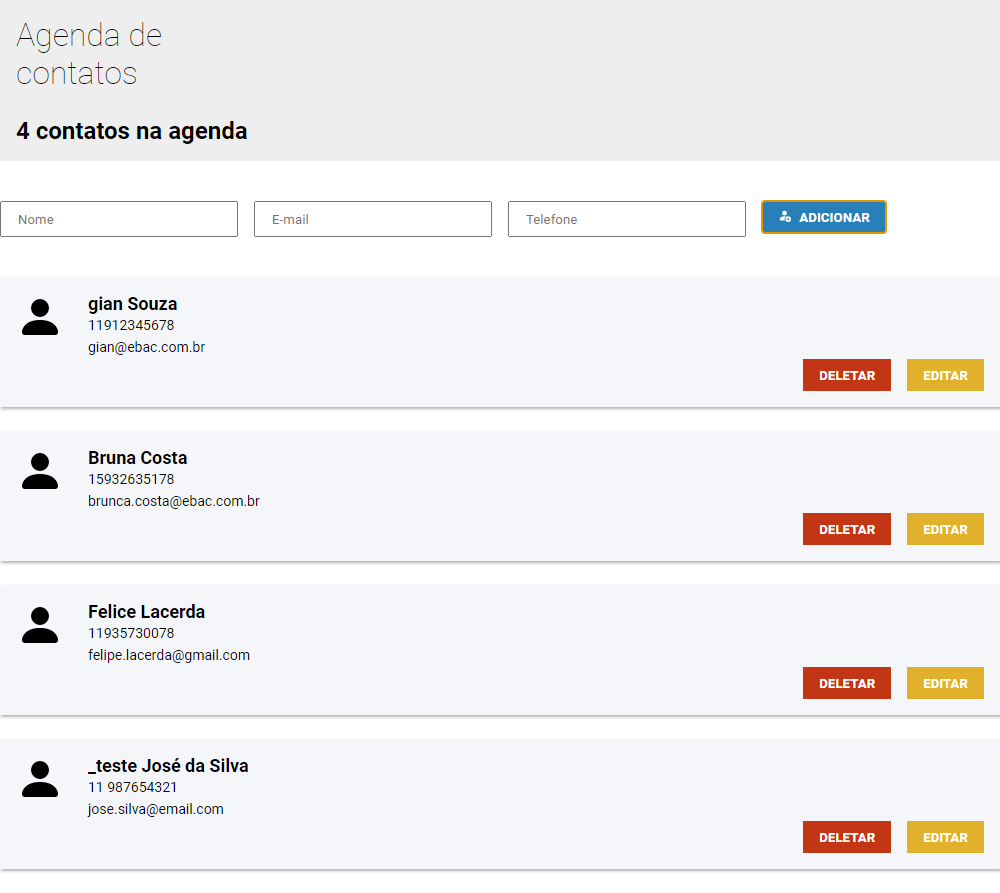 Agenda de
contatos
4 contatos na agenda
Nome
E-mail
Telefone
ADICIONAR
gian Souza
11912345678
gian@ebac.com.br
DELETAR
EDITAR
Bruna Costa
15932635178
brunca.costa@ebac.com.br
DELETAR
EDITAR
Felice Lacerda
11935730078
felipe.lacerda@gmail.com
DELETAR
EDITAR
_teste José da Silva
11 987654321
jose.silva@email.com
DELETAR
EDITAR